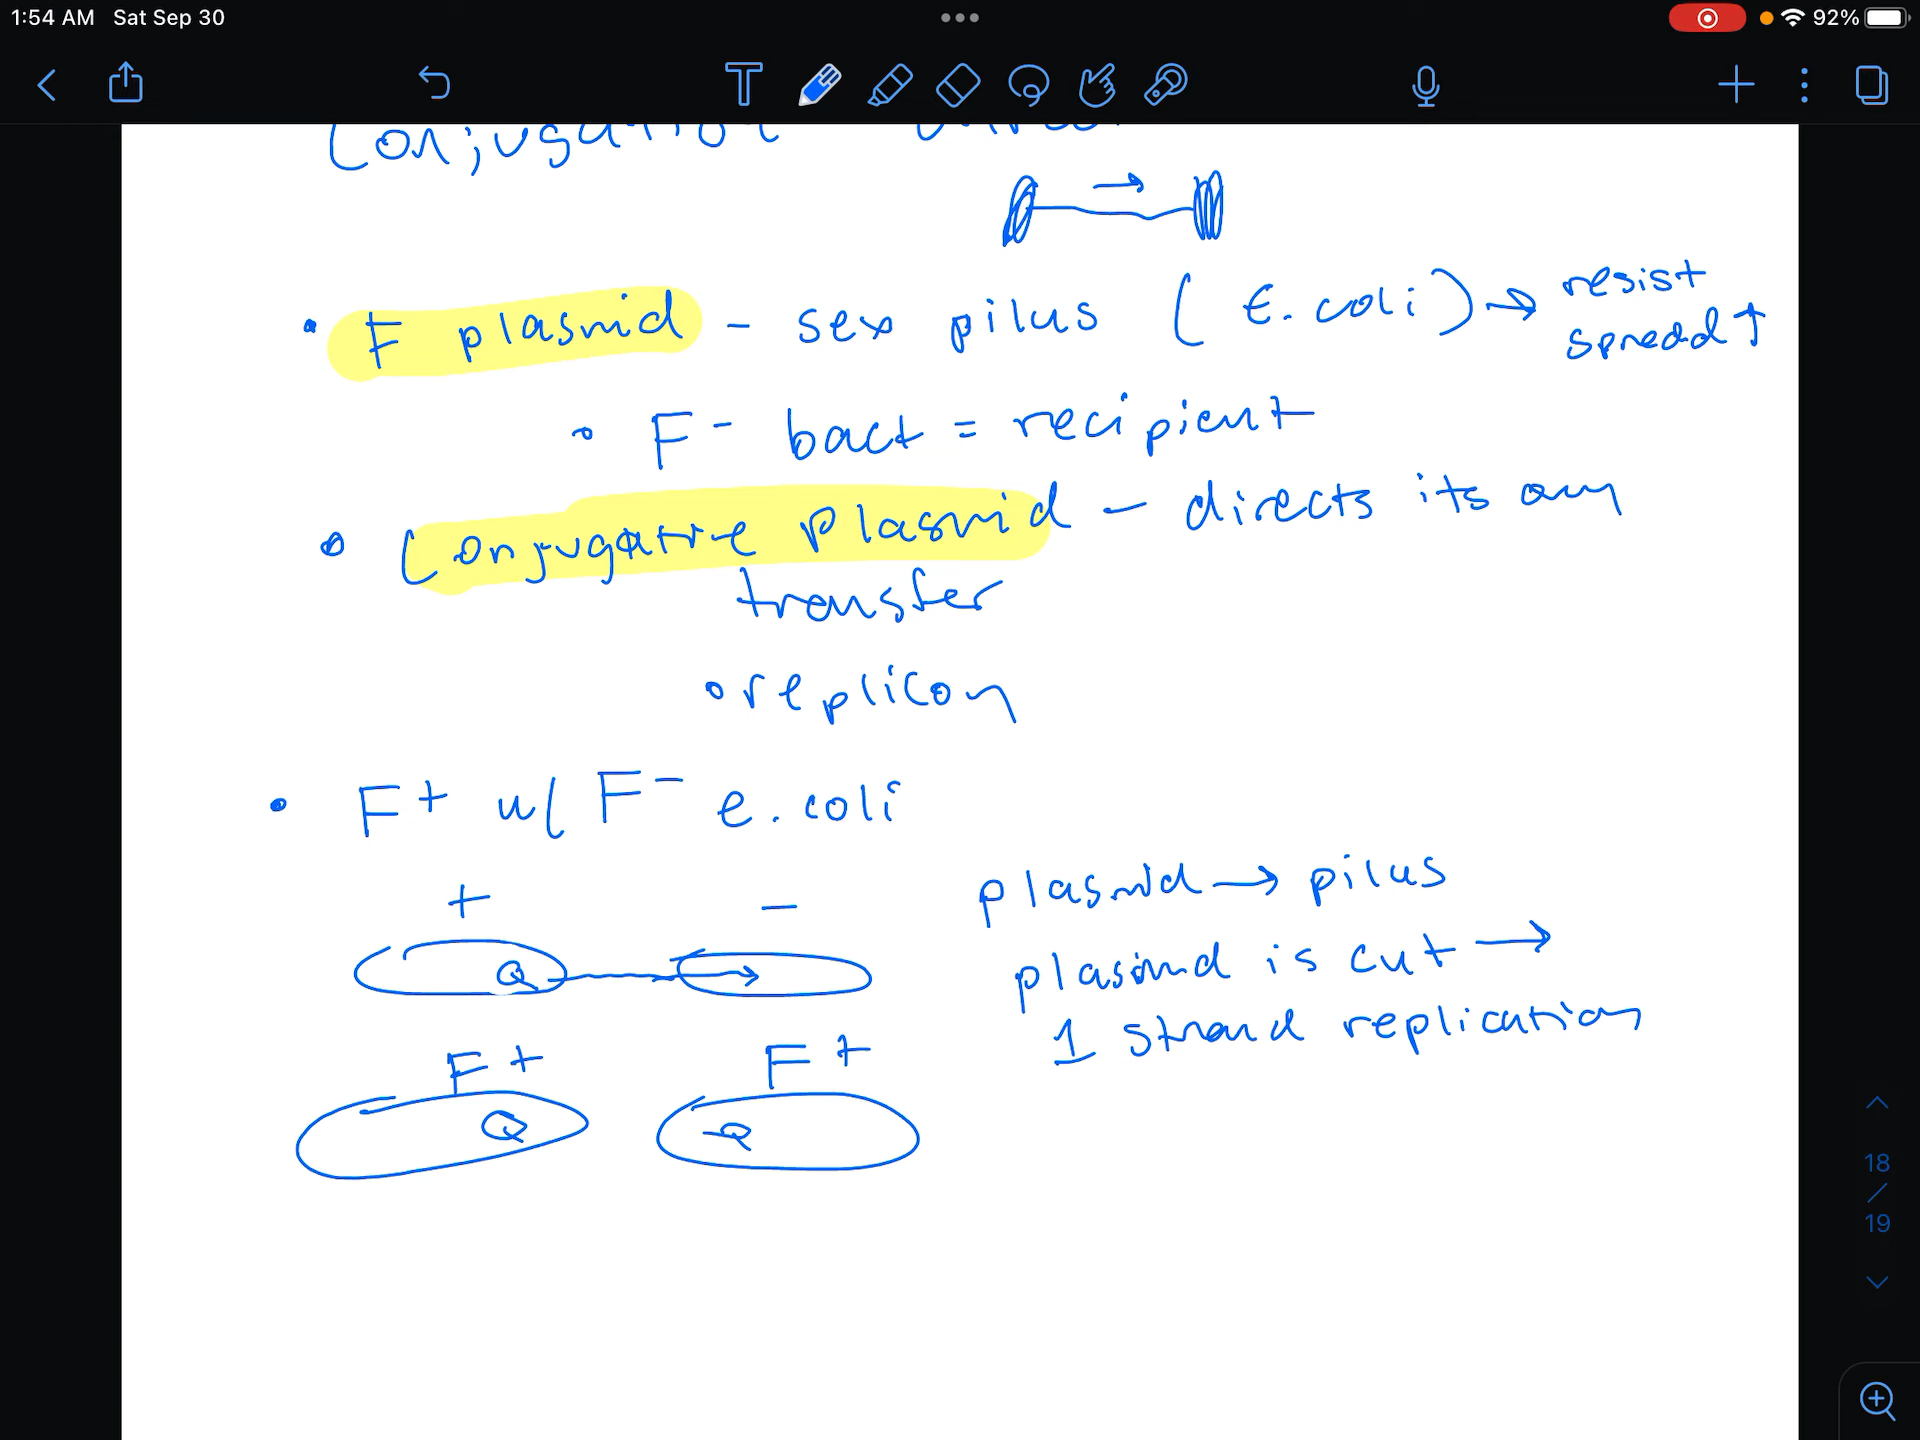 1:54 AM Sat Sep 30
92%
Conjugation
• F plasmid - sex pilus (E. coli) → resist spread ↑
◦ F⁻ bact = recipient
• Conjugative Plasmid - directs its own
transfer
◦ replicon
• F⁺ w/ F⁻ e. coli
+ -
plasmid → pilus
plasmid is cut →
1 strand replication
F⁺ F⁺
18
/
19